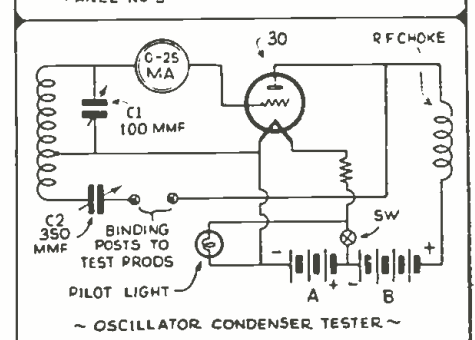 30
R F CHOKE
0-25
MA
C1
100 MMF
C2
350
MMF
BINDING
POSTS TO
TEST PRODS
SW
PILOT LIGHT
-
A
+
-
B
+
~ OSCILLATOR CONDENSER TESTER ~